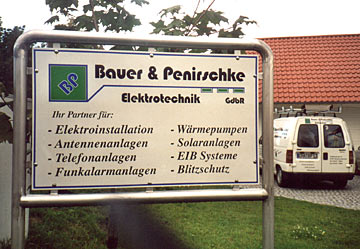 BP
Bauer & Penirschke
Elektrotechnik GdbR
Ihr Partner für:
- Elektroinstallation
- Antennenanlagen
- Telefonanlagen
- Funkalarmanlagen
- Wärmepumpen
- Solaranlagen
- EIB Systeme
- Blitzschutz